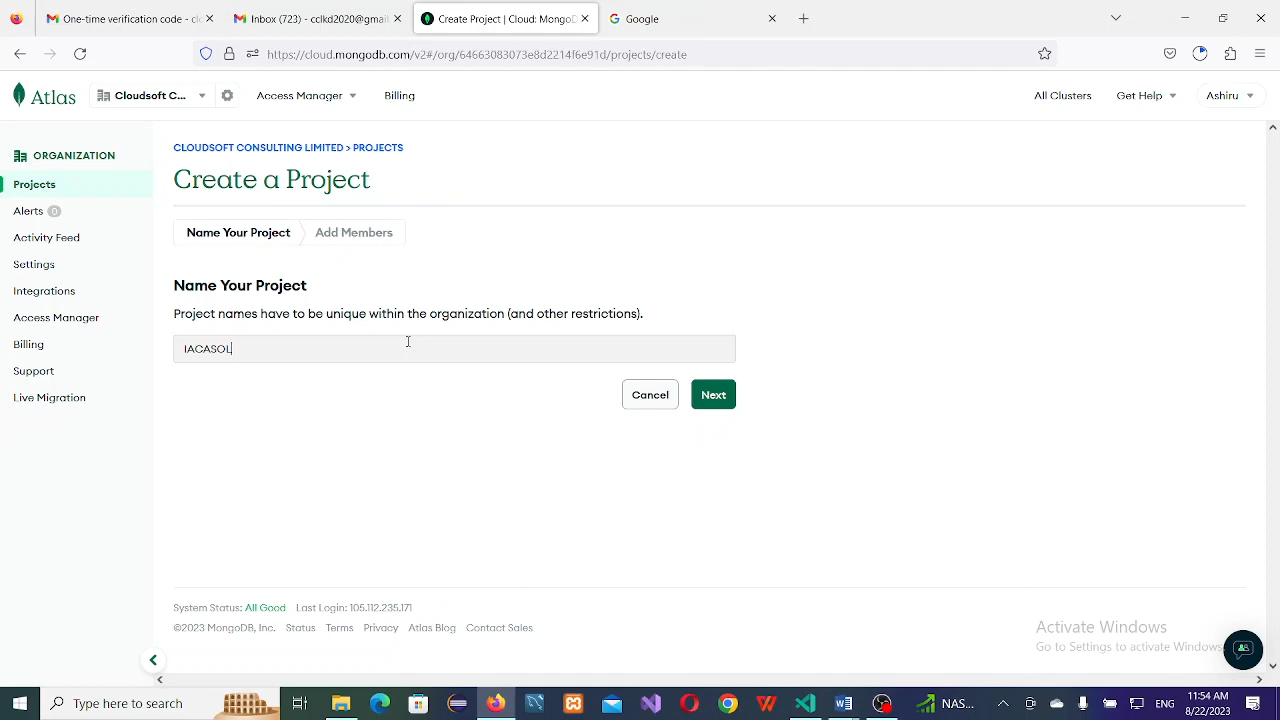 One-time verification code - clc
Inbox (723) - cclkd2020@gmail
Create Project | Cloud: MongoD
Google
https://cloud.mongodb.com/v2#/org/64663083073e8d2214f6e91d/projects/create
Atlas
Cloudsoft C...
Access Manager
Billing
All Clusters
Get Help
Ashiru
ORGANIZATION
Projects
Alerts 0
Activity Feed
Settings
Integrations
Access Manager
Billing
Support
Live Migration
CLOUDSOFT CONSULTING LIMITED > PROJECTS
Create a Project
Name Your Project
Add Members
Name Your Project
Project names have to be unique within the organization (and other restrictions).
IACASOL
Cancel
Next
System Status: All Good Last Login: 105.112.235.171
©2023 MongoDB, Inc. Status Terms Privacy Atlas Blog Contact Sales
Activate Windows
Go to Settings to activate Windows.
Type here to search
NAS...
ENG
11:54 AM
8/22/2023